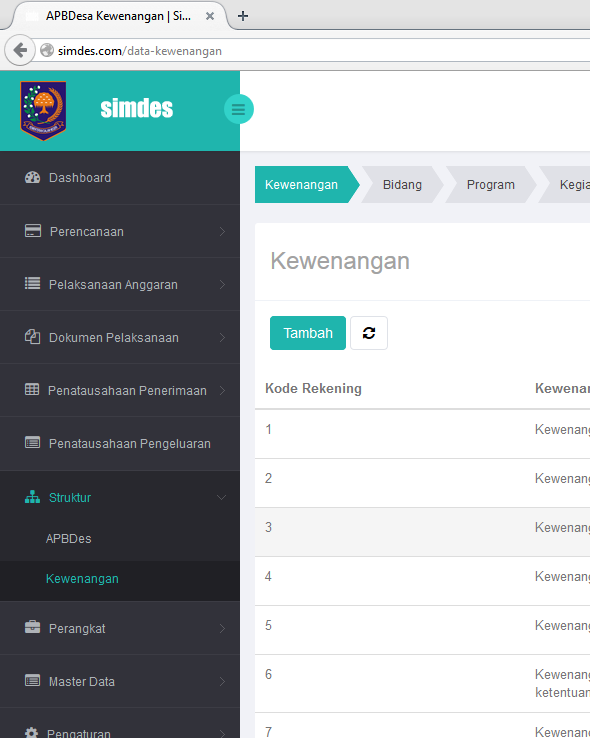 APBDesa Kewenangan | Si...
simdes.com/data-kewenangan
simdes
Dashboard
Perencanaan
Pelaksanaan Anggaran
Dokumen Pelaksanaan
Penatausahaan Penerimaan
Penatausahaan Pengeluaran
Struktur
APBDes
Kewenangan
Perangkat
Master Data
Pengaturan
Kewenangan
Bidang
Program
Kegia
Kewenangan
Tambah
Kode Rekening
Kewenan
1
Kewenang
2
Kewenang
3
Kewenang
4
Kewenang
5
Kewenang
6
Kewenang
ketentuan
7
Kewenang